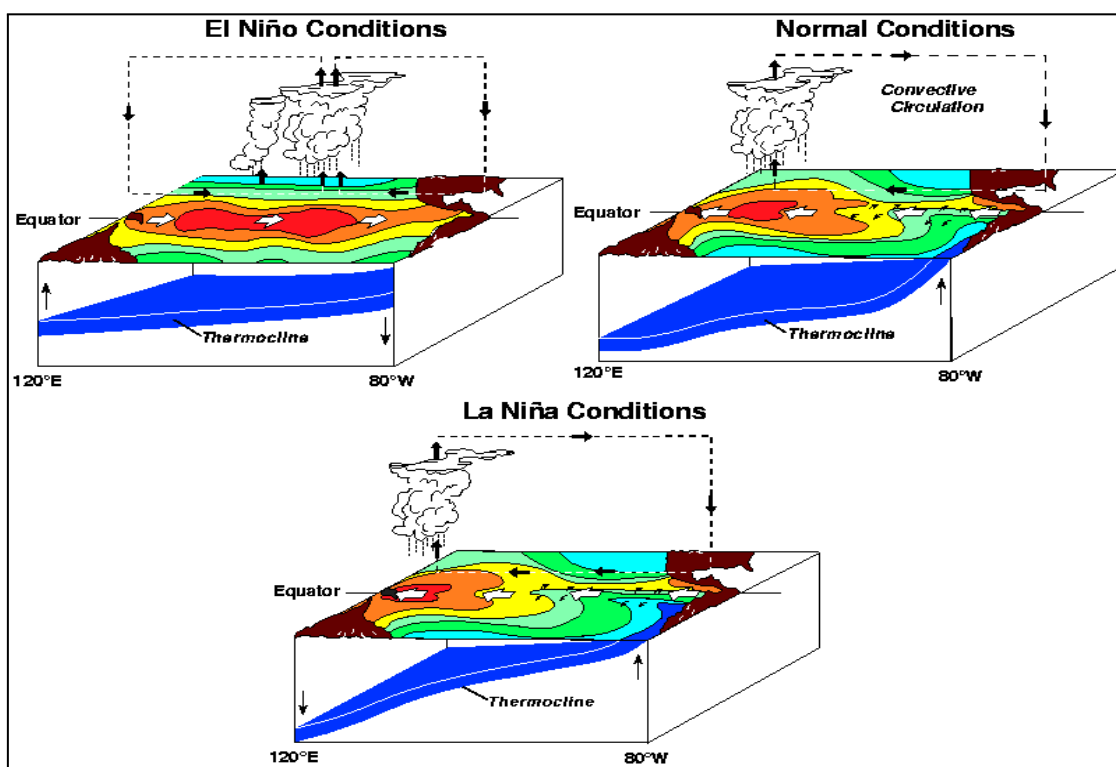 El Niño Conditions
Equator
Thermocline
120°E
80°W
Normal Conditions
Convective
Circulation
Equator
Thermocline
120°E
80°W
La Niña Conditions
Equator
Thermocline
120°E
80°W